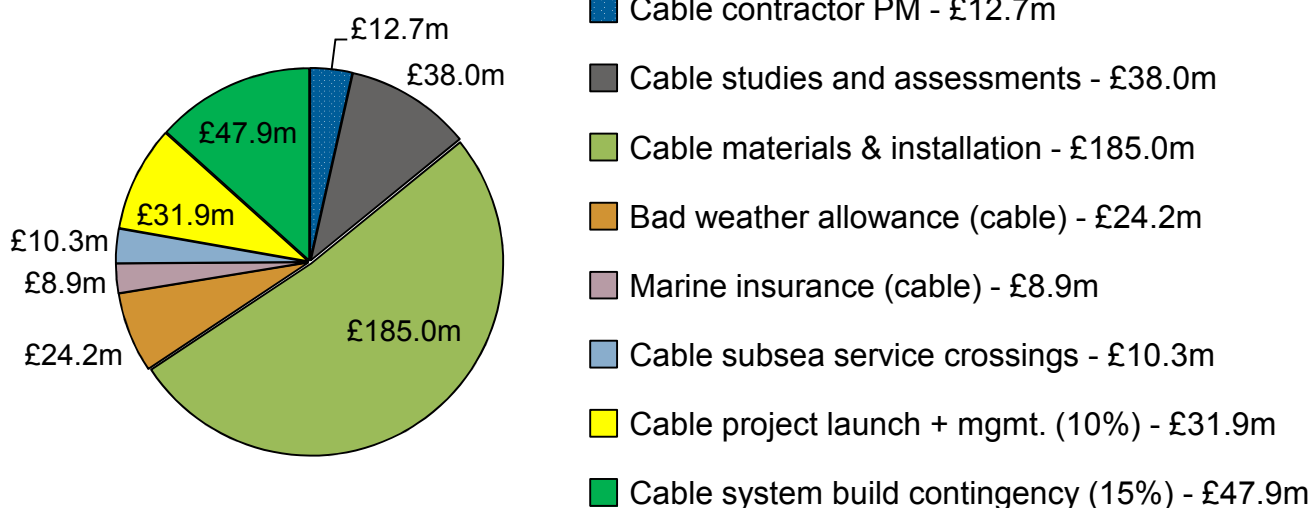 £12.7m
£38.0m
£47.9m
£31.9m
£10.3m
£8.9m
£185.0m
£24.2m
Cable contractor PM - £12.7m
Cable studies and assessments - £38.0m
Cable materials & installation - £185.0m
Bad weather allowance (cable) - £24.2m
Marine insurance (cable) - £8.9m
Cable subsea service crossings - £10.3m
Cable project launch + mgmt. (10%) - £31.9m
Cable system build contingency (15%) - £47.9m